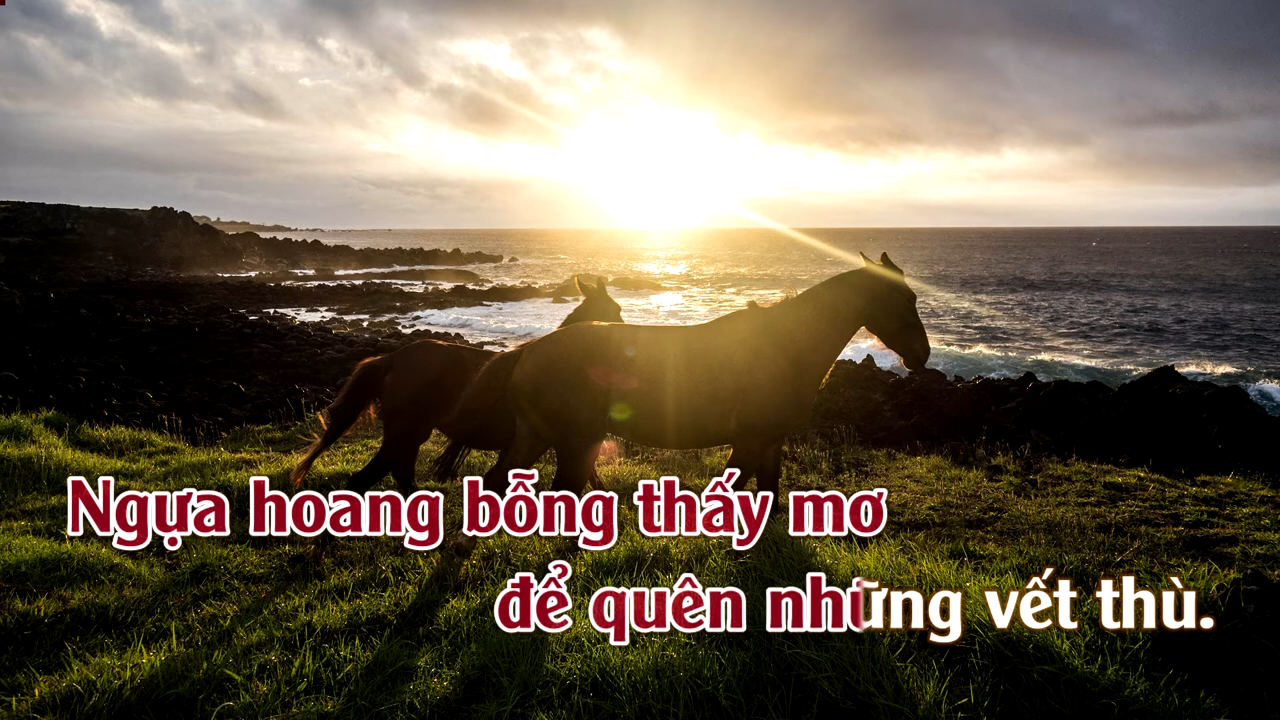 Ngựa hoang bỗng thấy mơ
để quên những vết thù.